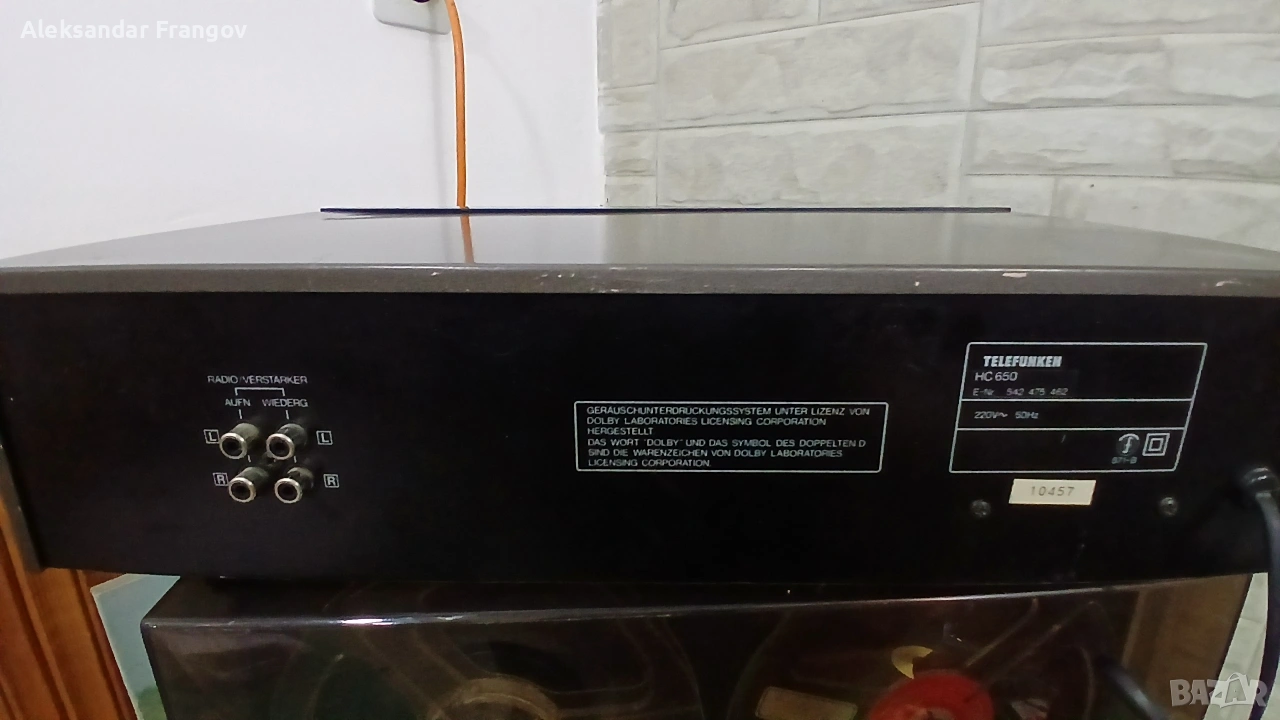 Aleksandar Frangov
RADIO/VERSTÄRKER
AUFN WIEDERG
L L
R R
GERÄUSCHUNTERDRÜCKUNGSSYSTEM UNTER LIZENZ VON
DOLBY LABORATORIES LICENSING CORPORATION
HERGESTELLT
DAS WORT "DOLBY" UND DAS SYMBOL DES DOPPELTEN D
SIND DIE WARENZEICHEN VON DOLBY LABORATORIES
LICENSING CORPORATION.
TELEFUNKEN
HC 650
E-Nr. 542 475 462
220V~ 50Hz
10457
BAZAR